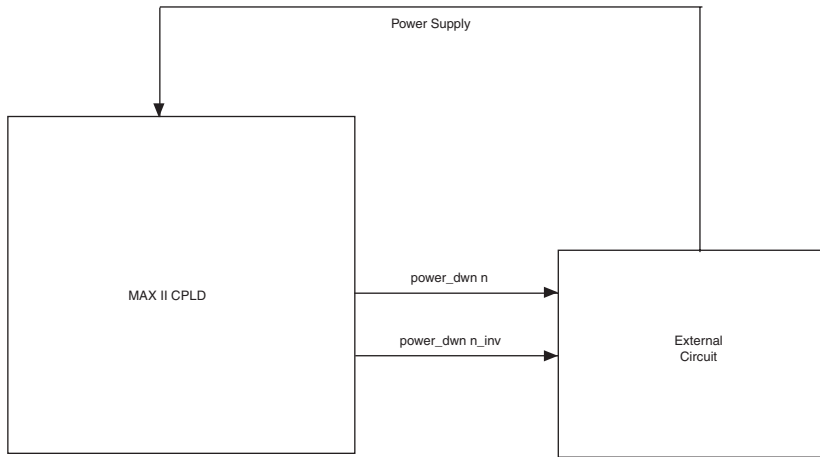 Power Supply
power_dwn n
MAX II CPLD
power_dwn n_inv
External
Circuit